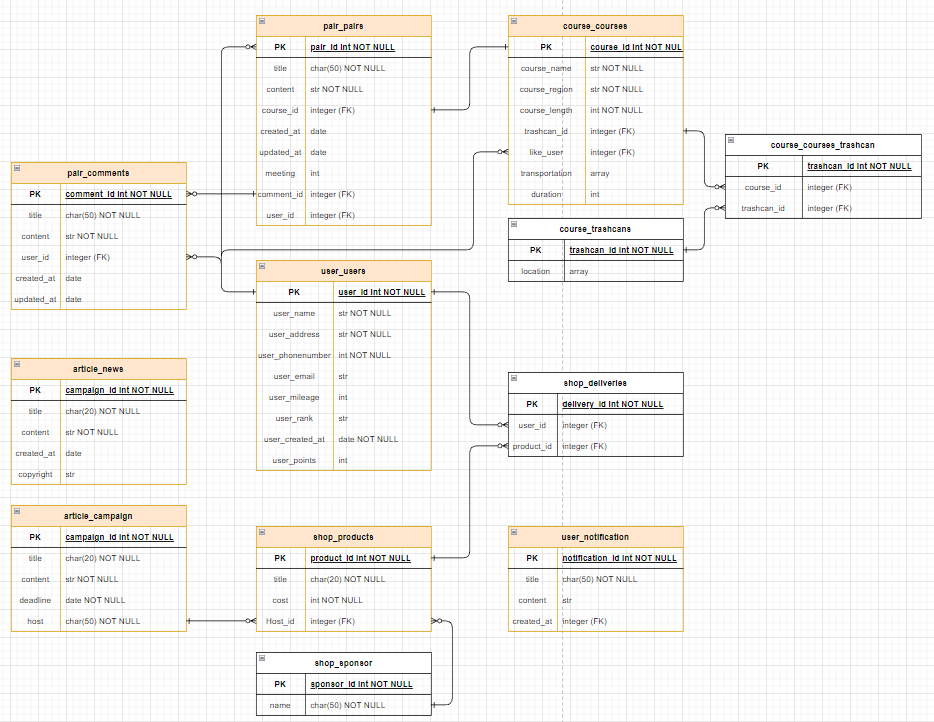 pair_pairs
PK pair_id int NOT NULL
title char(50) NOT NULL
content str NOT NULL
course_id integer (FK)
created_at date
updated_at date
meeting int
comment_id integer (FK)
user_id integer (FK)
course_courses
PK course_id int NOT NUL
course_name str NOT NULL
course_region str NOT NULL
course_length int NOT NULL
trashcan_id integer (FK)
like_user integer (FK)
transportation array
duration int
course_courses_trashcan
PK trashcan_id int NOT NULL
course_id integer (FK)
trashcan_id integer (FK)
pair_comments
PK comment_id int NOT NULL
title char(50) NOT NULL
content str NOT NULL
user_id integer (FK)
created_at date
updated_at date
course_trashcans
PK trashcan_id int NOT NULL
location array
user_users
PK user_id int NOT NULL
user_name str NOT NULL
user_address str NOT NULL
user_phonenumber int NOT NULL
user_email str
user_mileage int
user_rank str
user_created_at date NOT NULL
user_points int
article_news
PK campaign_id int NOT NULL
title char(20) NOT NULL
content str NOT NULL
created_at date
copyright str
shop_deliveries
PK delivery_id int NOT NULL
user_id integer (FK)
product_id integer (FK)
article_campaign
PK campaign_id int NOT NULL
title char(20) NOT NULL
content str NOT NULL
deadline date NOT NULL
host char(50) NOT NULL
shop_products
PK product_id int NOT NULL
title char(20) NOT NULL
cost int NOT NULL
Host_id integer (FK)
user_notification
PK notification_id int NOT NULL
title char(50) NOT NULL
content str
created_at integer (FK)
shop_sponsor
PK sponsor_id int NOT NULL
name char(50) NOT NULL